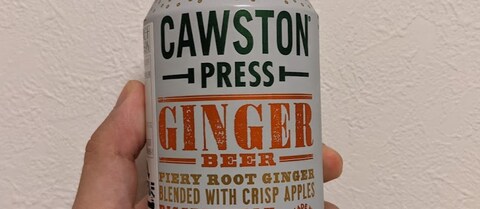 CAWSTON
PRESS
GINGER
BEER
FIERY ROOT GINGER
BLENDED WITH CRISP APPLES